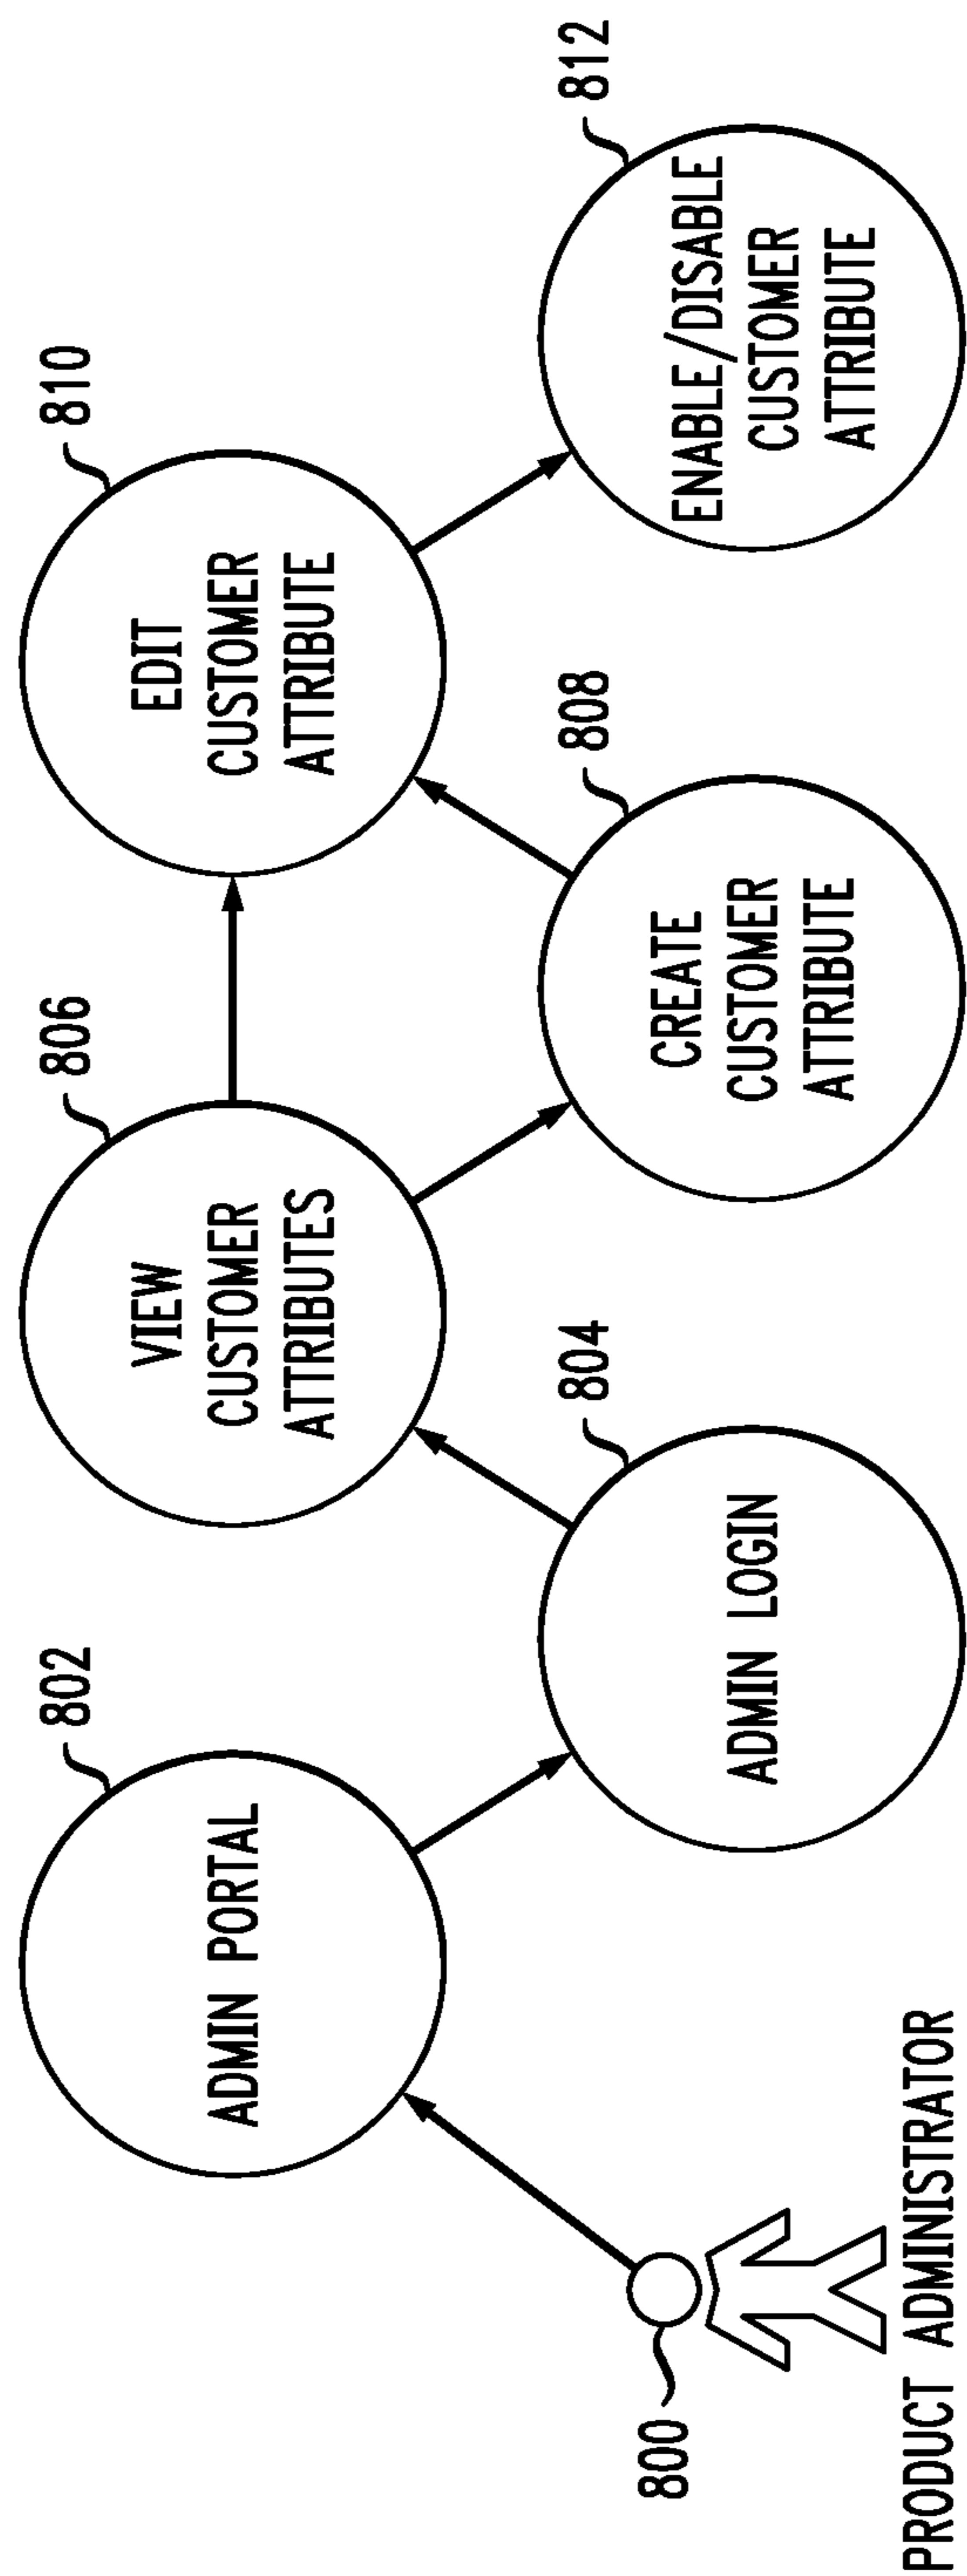 800
PRODUCT ADMINISTRATOR
802
ADMIN PORTAL
804
ADMIN LOGIN
806
VIEW
CUSTOMER
ATTRIBUTES
808
CREATE
CUSTOMER
ATTRIBUTE
810
EDIT
CUSTOMER
ATTRIBUTE
812
ENABLE/DISABLE
CUSTOMER
ATTRIBUTE